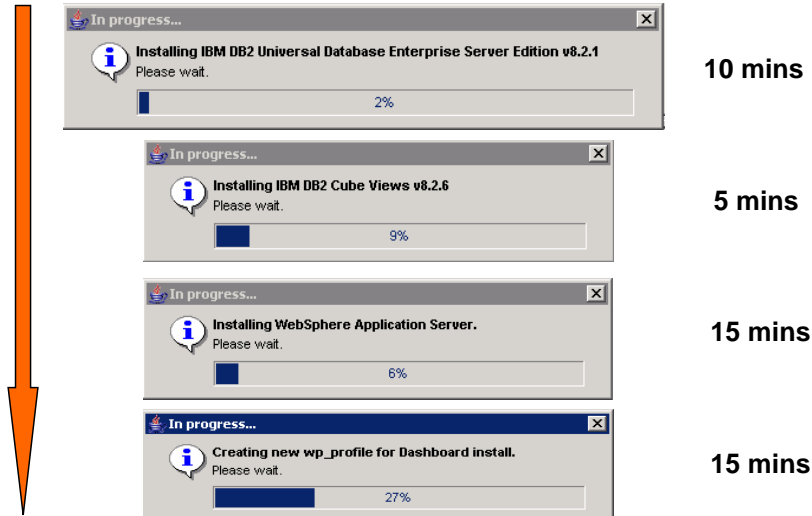 In progress...
Installing IBM DB2 Universal Database Enterprise Server Edition v8.2.1
Please wait.
2%
10 mins
In progress...
Installing IBM DB2 Cube Views v8.2.6
Please wait.
9%
5 mins
In progress...
Installing WebSphere Application Server.
Please wait.
6%
15 mins
In progress...
Creating new wp_profile for Dashboard install.
Please wait.
27%
15 mins